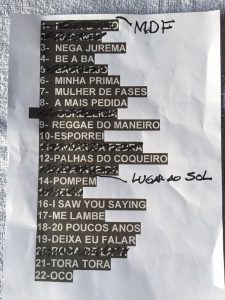 MDF
3- NEGA JUREMA
4- BE A BA
6- MINHA PRIMA
7- MULHER DE FASES
8- A MAIS PEDIDA
9- REGGAE DO MANEIRO
10-ESPORREI
12-PALHAS DO COQUEIRO
14-POMPEM
LUGAR AO SOL
16-I SAW YOU SAYING
17-ME LAMBE
18-20 POUCOS ANOS
19-DEIXA EU FALAR
21-TORA TORA
22-OCO